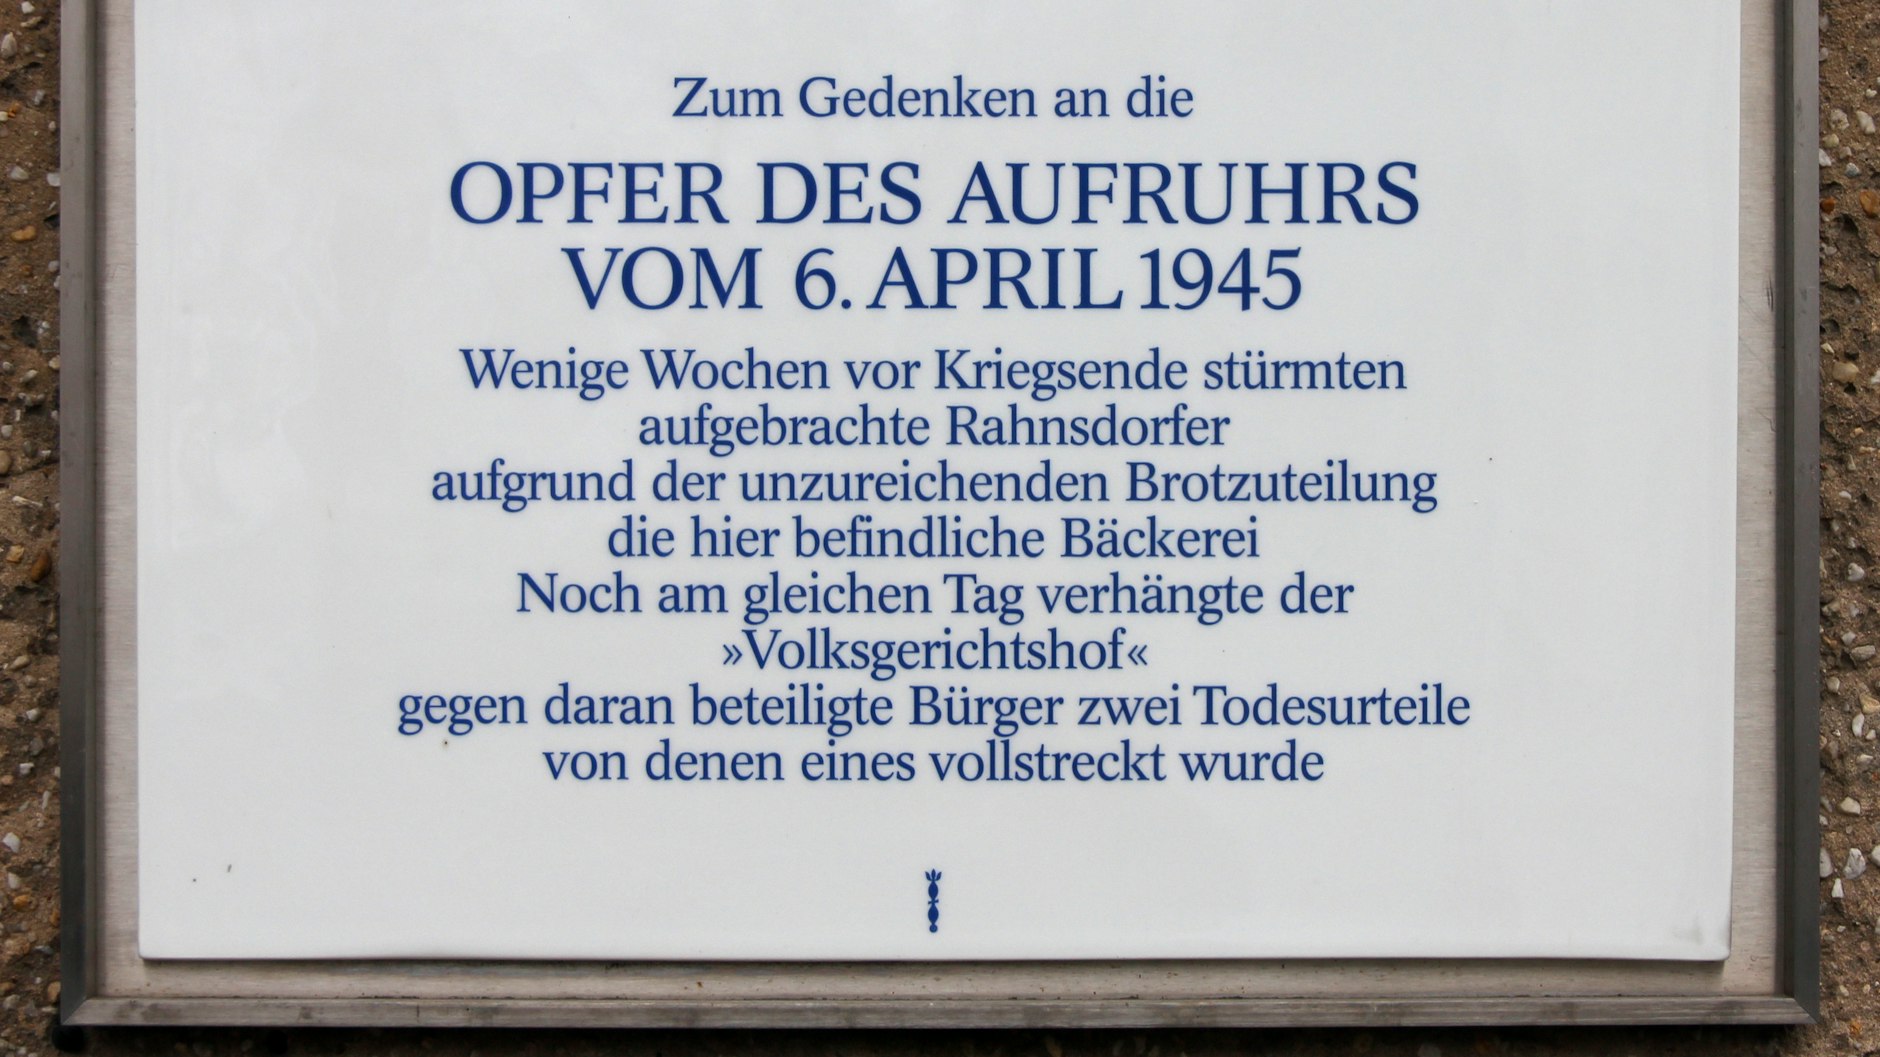 Zum Gedenken an die
OPFER DES AUFRUHRS
VOM 6. APRIL 1945
Wenige Wochen vor Kriegsende stürmten
aufgebrachte Rahnsdorfer
aufgrund der unzureichenden Brotzuteilung
die hier befindliche Bäckerei
Noch am gleichen Tag verhängte der
»Volksgerichtshof«
gegen daran beteiligte Bürger zwei Todesurteile
von denen eines vollstreckt wurde